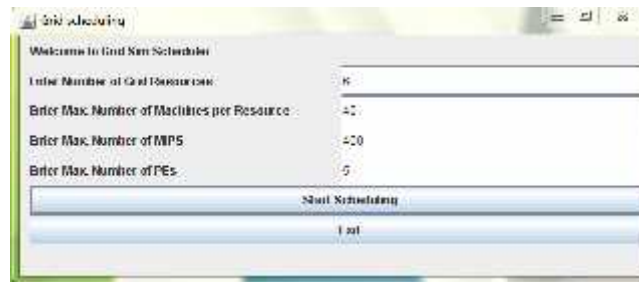 Grid scheduling
Welcome to Grid Sim Scheduler
Enter Number of Grid Resources
Enter Max. Number of Machines per Resource
Enter Max. Number of MIPS 400
Enter Max. Number of PEs 5
Start Scheduling
Exit